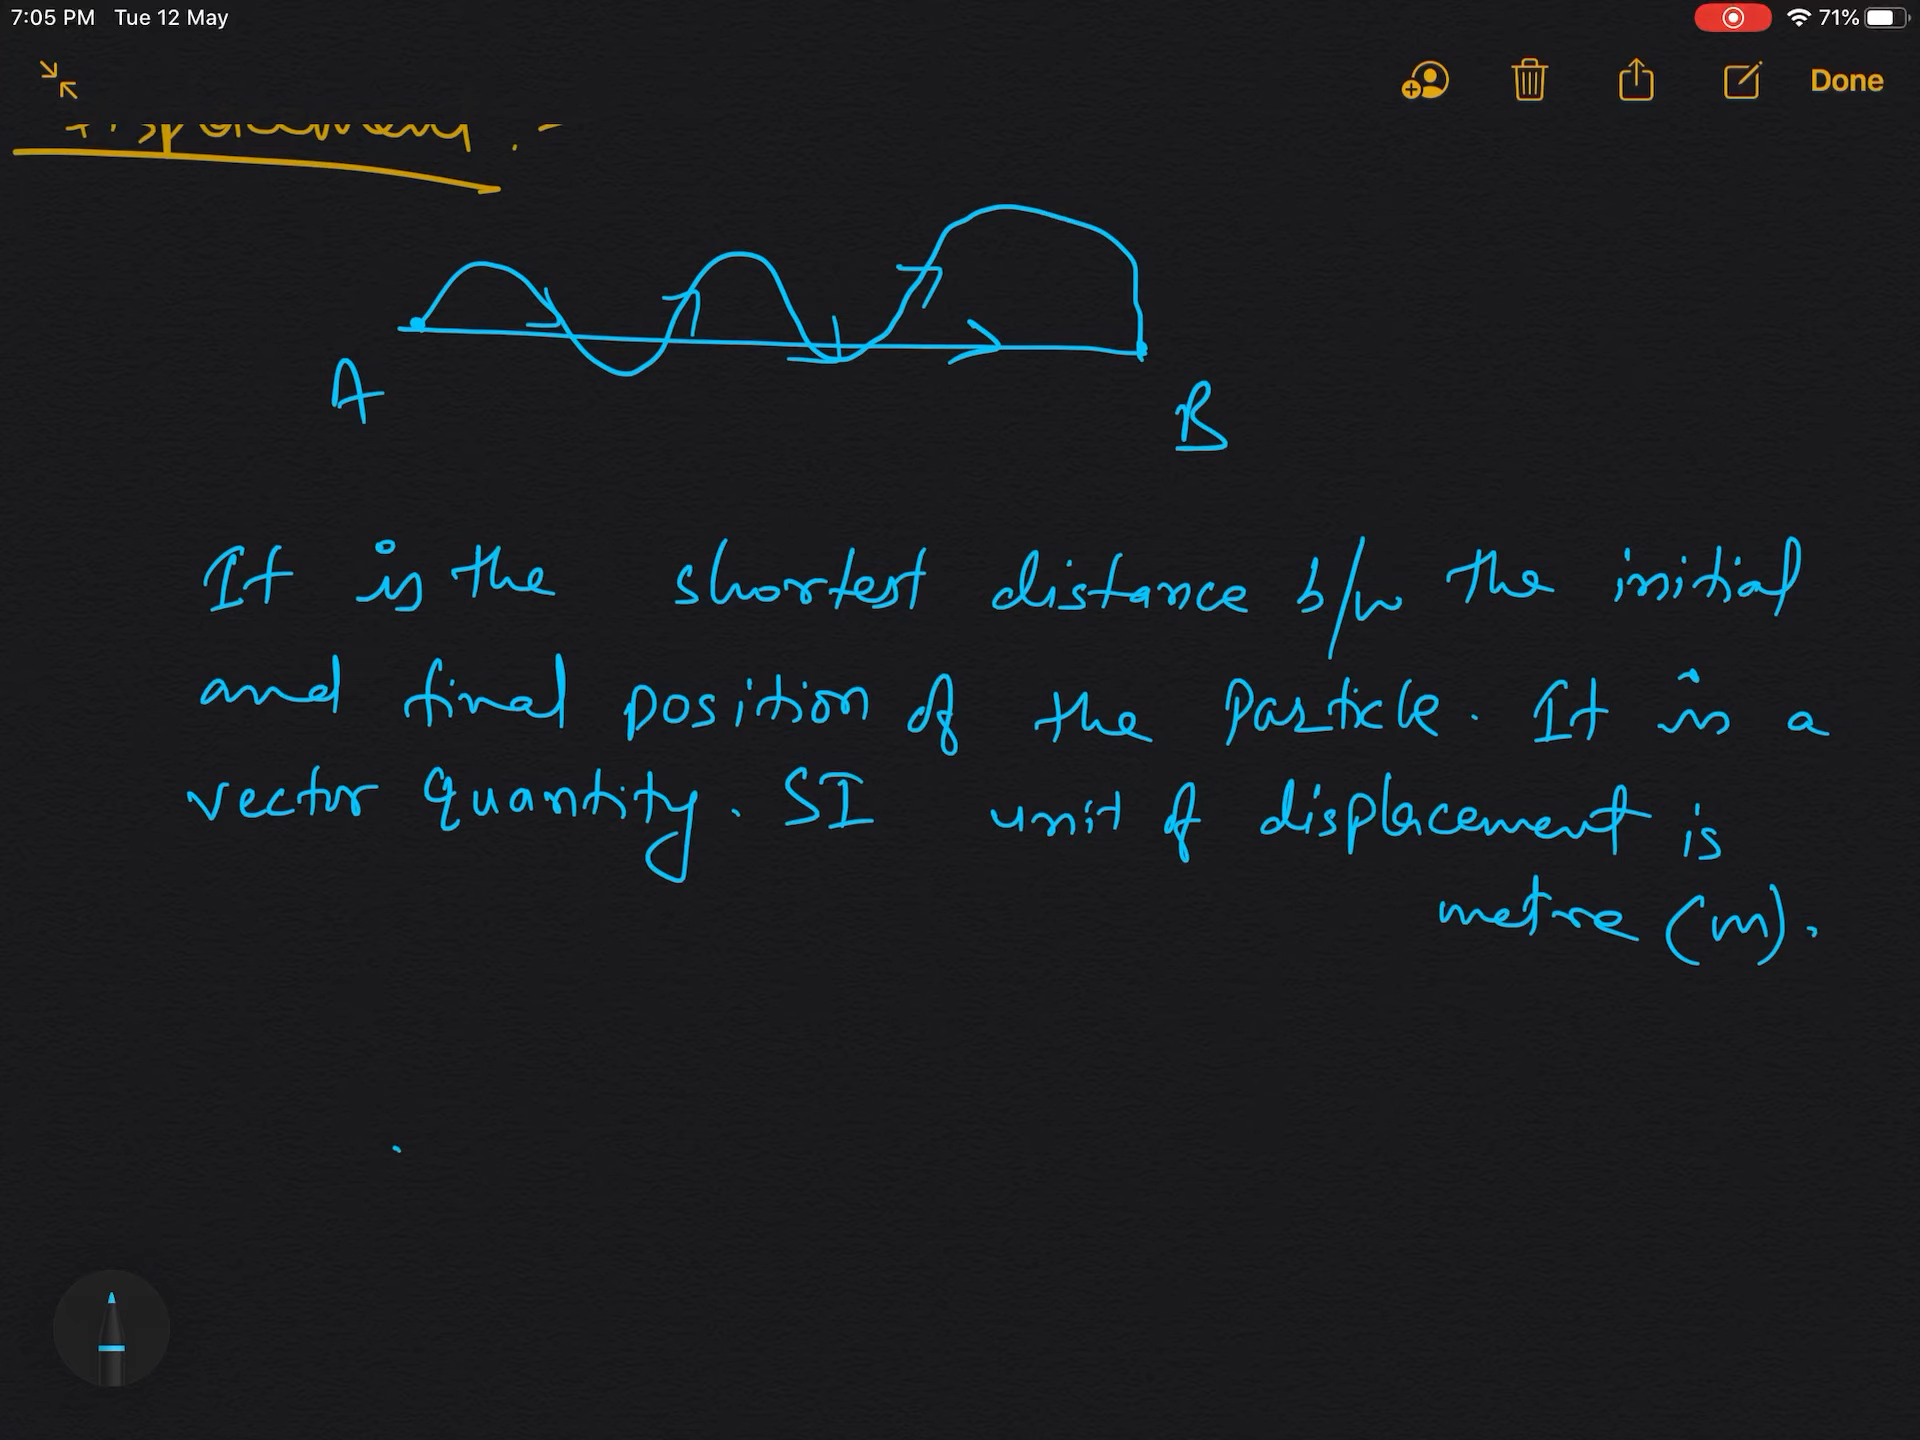 7:05 PM Tue 12 May 71%
Done
Displacement :-
A
B
It is the shortest distance b/w the initial
and final position of the Particle. It is a
vector quantity. SI unit of displacement is
metre (m).